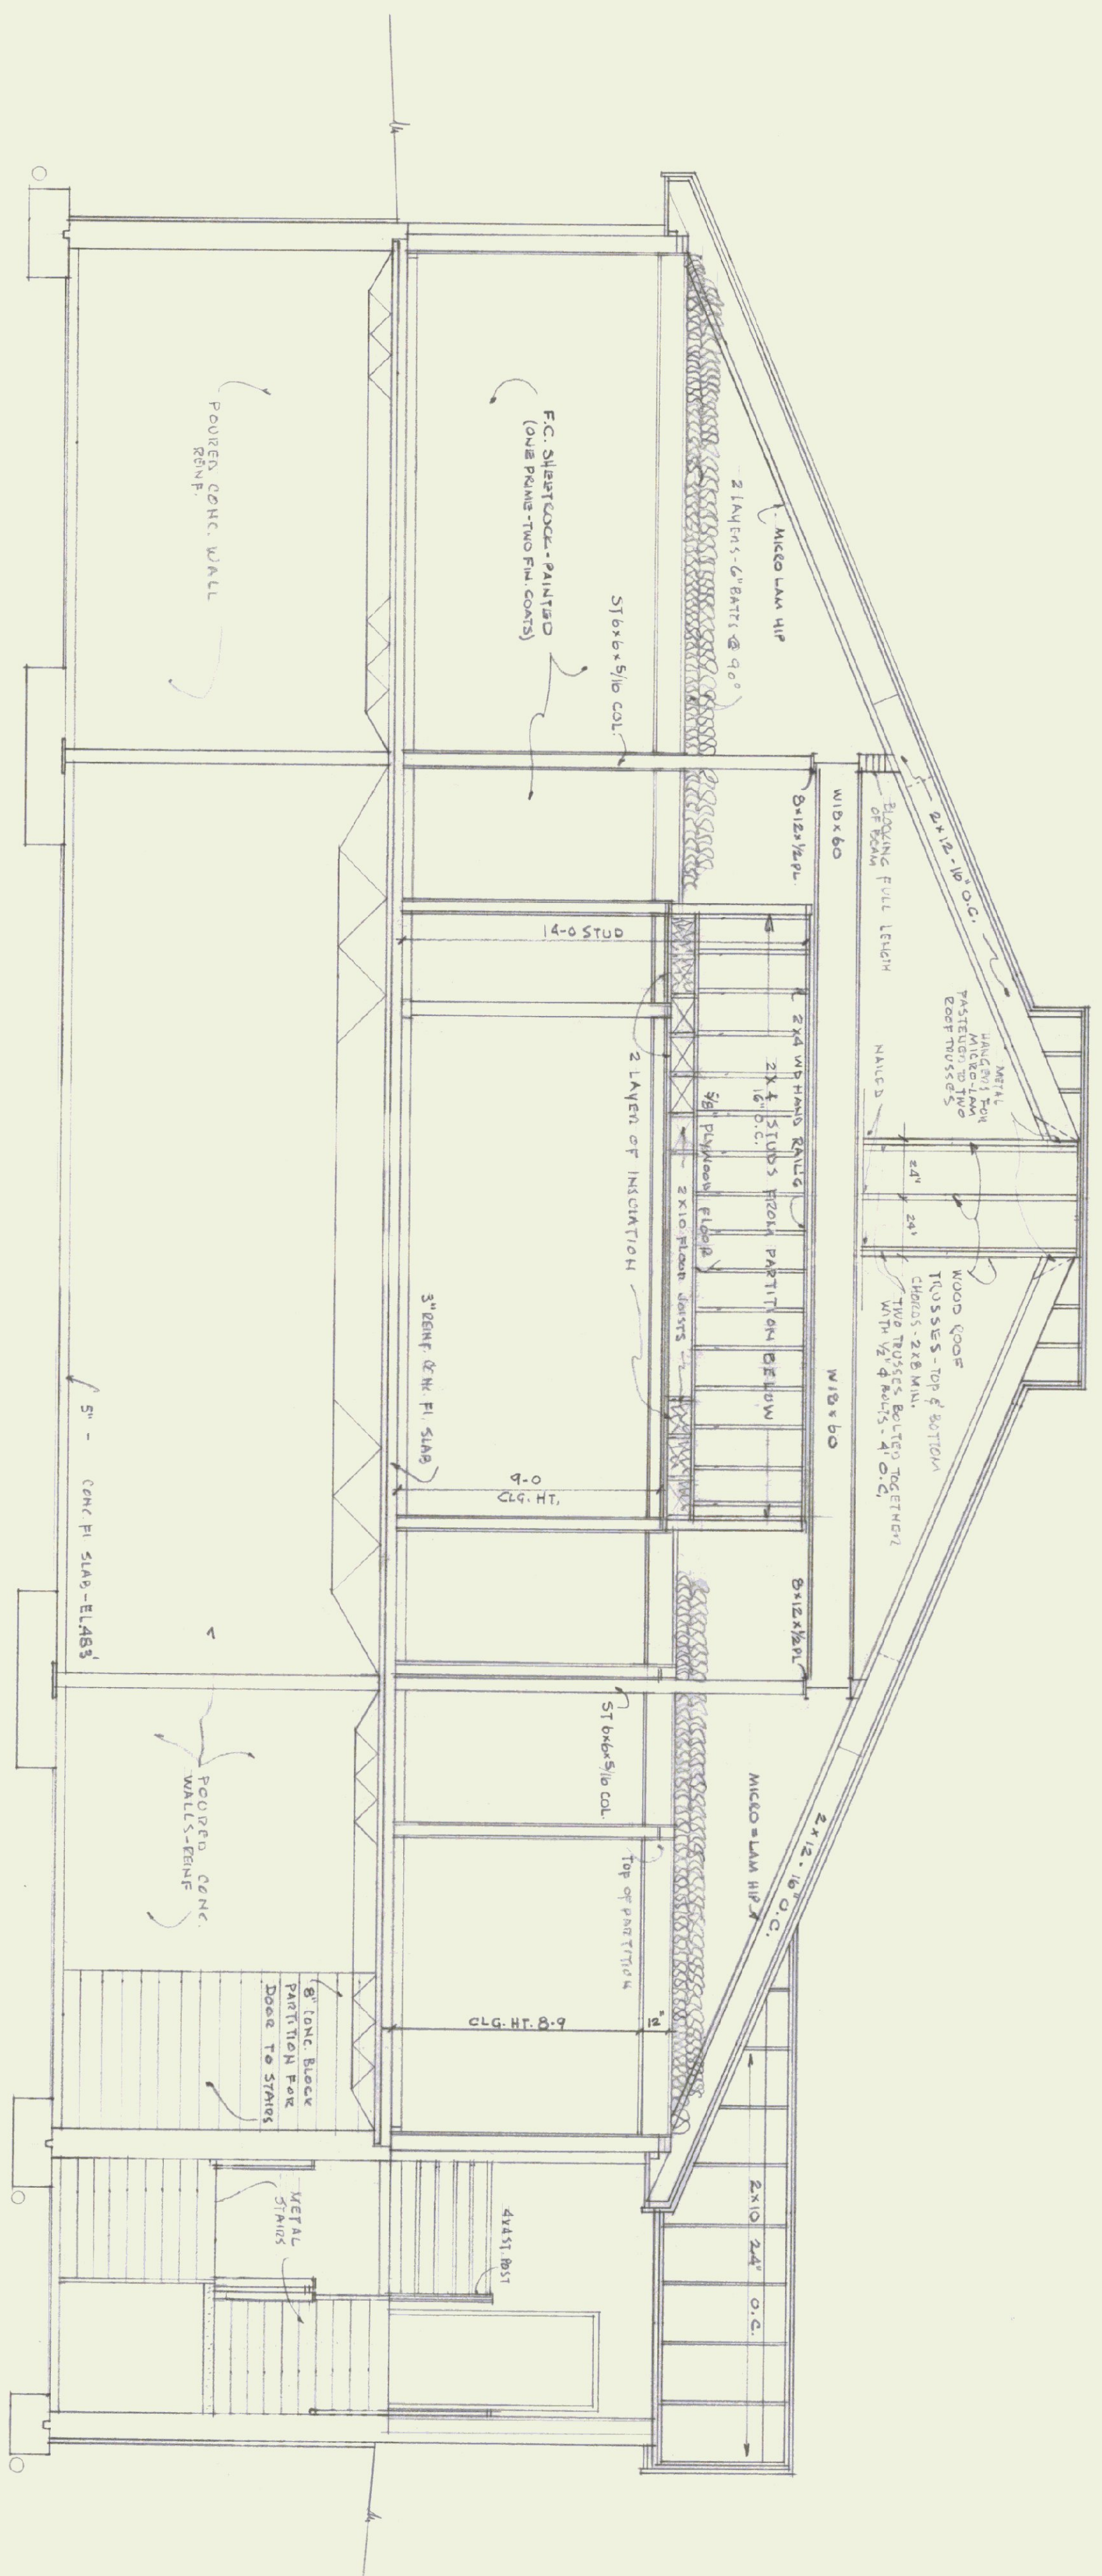 METAL
HANGERS FOR
MICRO-LAM
FASTENED TO TWO
ROOF TRUSSES
2x12-16" O.C.
NAILED
24"
24"
WOOD ROOF
TRUSSES - TOP & BOTTOM
CHORDS - 2x8 MIN.
TWO TRUSSES BOLTED TOGETHER
WITH 1/2" φ BOLTS - 4' O.C.
BLOCKING FULL LENGTH
OF BEAM
MICRO LAM HIP
2 LAYERS-6" BATTS @ 90°
W18x60
W18x60
8x12x1/2 PL.
8x12x1/2 PL
2x4 WD HAND RAIL'G
2x4 STUDS FROM PARTITION BELOW
16" O.C.
5/8" PLYWOOD FLOOR
2x10 FLOOR JOISTS
2 LAYER OF INSULATION
14-0 STUD
9-0
CLG. HT.
MICRO=LAM HIP
2x12-16" O.C.
2x10 24" O.C.
ST 6x6x5/16 COL.
ST 6x6x5/16 COL.
F.C. SHEETROCK-PAINTED
(ONE PRIME-TWO FIN. COATS)
TOP OF PARTITION
CLG. HT. 8-9
12"
3" REINF. CONC. FL. SLAB
4x4 ST. POST
POURED CONC. WALL
REINF.
POURED CONC.
WALLS-REINF
8" CONC. BLOCK
PARTITION FOR
DOOR TO STAIRS
METAL
STAIRS
5" - CONC FL SLAB,-EL.483'